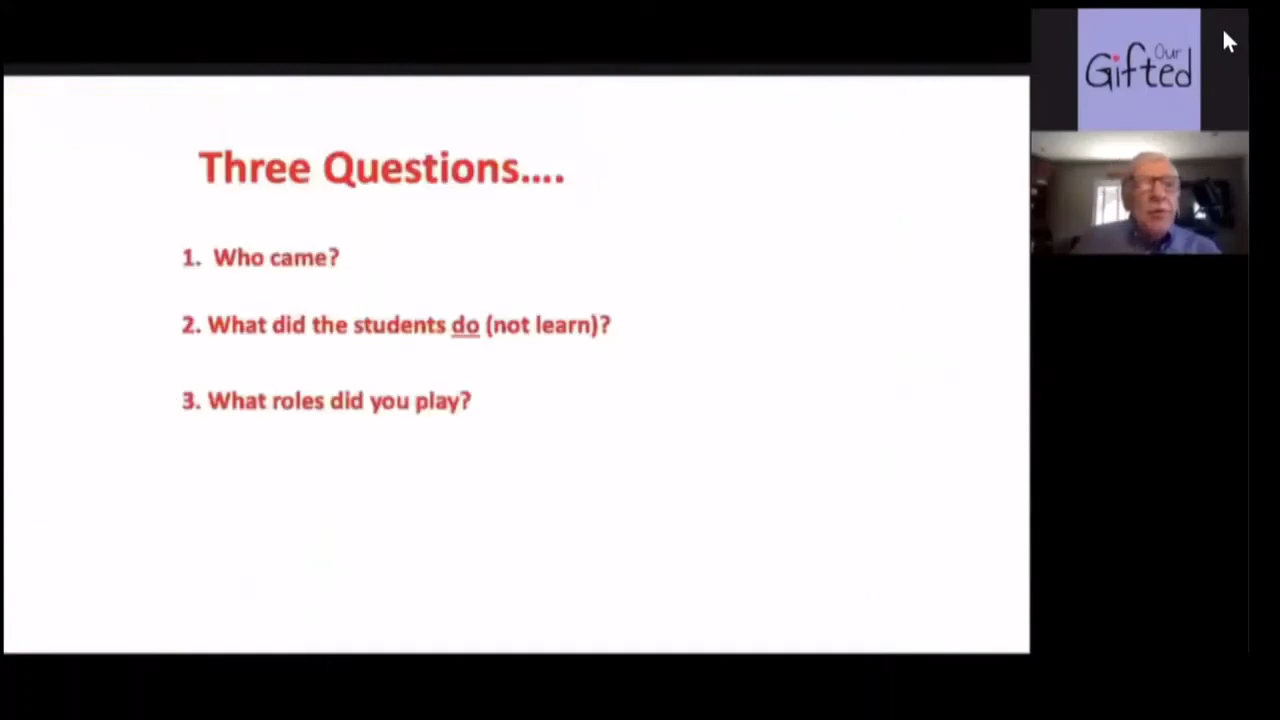 Three Questions....
1. Who came?
2. What did the students do (not learn)?
3. What roles did you play?
Our
Gifted